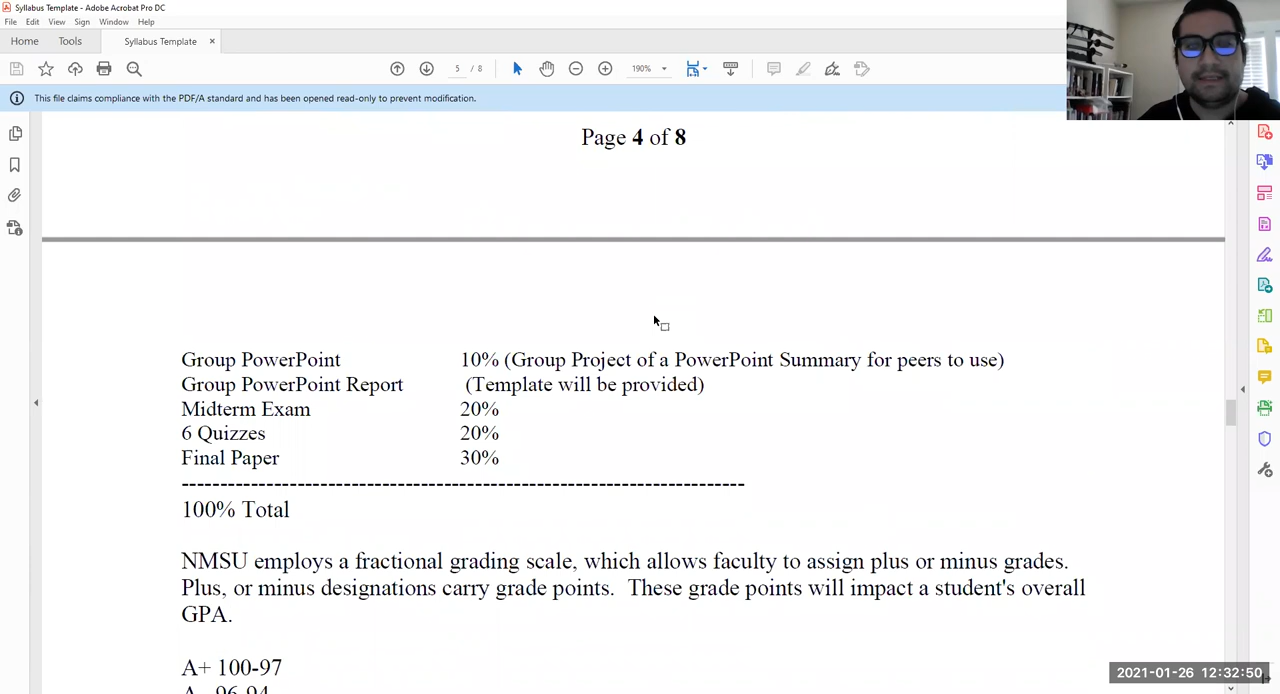 Syllabus Template - Adobe Acrobat Pro DC
File Edit View Sign Window Help
Home Tools Syllabus Template ×
5 / 8 190%
This file claims compliance with the PDF/A standard and has been opened read-only to prevent modification.
Page 4 of 8
Group PowerPoint 10% (Group Project of a PowerPoint Summary for peers to use)
Group PowerPoint Report (Template will be provided)
Midterm Exam 20%
6 Quizzes 20%
Final Paper 30%
-------------------------------------------------------------------------
100% Total
NMSU employs a fractional grading scale, which allows faculty to assign plus or minus grades.
Plus, or minus designations carry grade points. These grade points will impact a student's overall
GPA.
A+ 100-97
A 96-94
2021-01-26 12:32:50